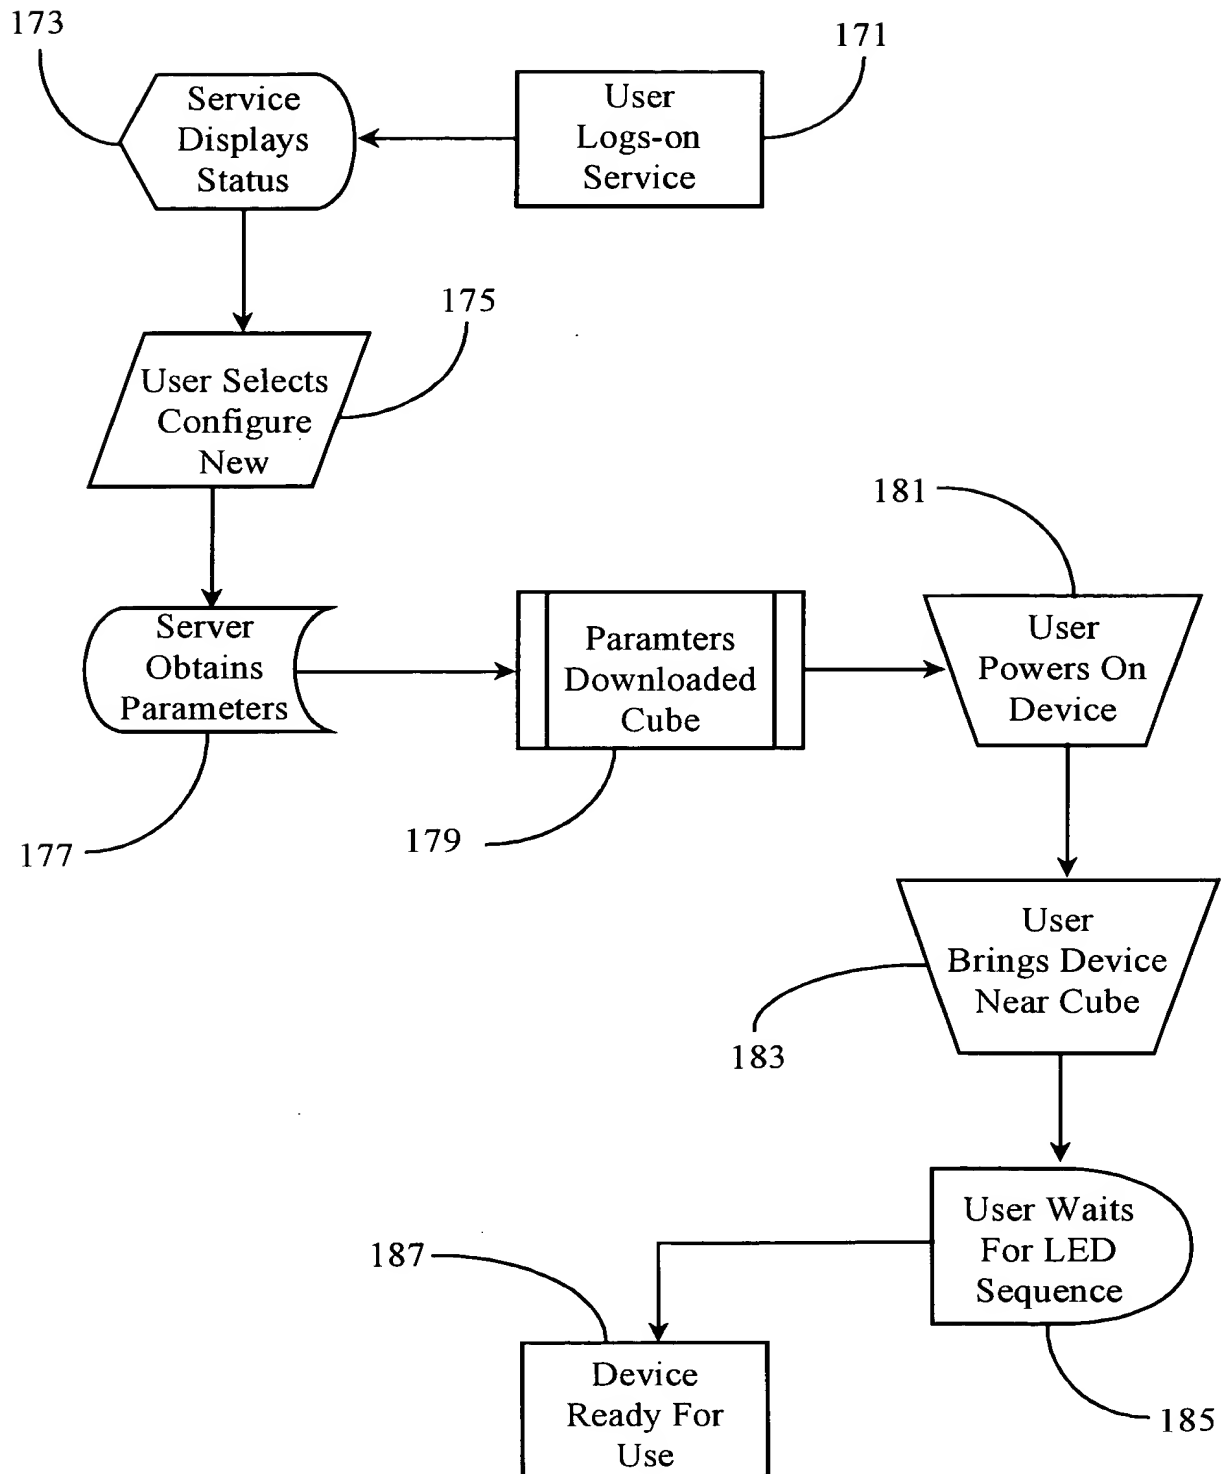 173
171
Service
Displays
Status
User
Logs-on
Service
175
User Selects
Configure
New
181
Server
Obtains
Parameters
Paramters
Downloaded
Cube
User
Powers On
Device
177
179
User
Brings Device
Near Cube
183
User Waits
For LED
Sequence
187
185
Device
Ready For
Use